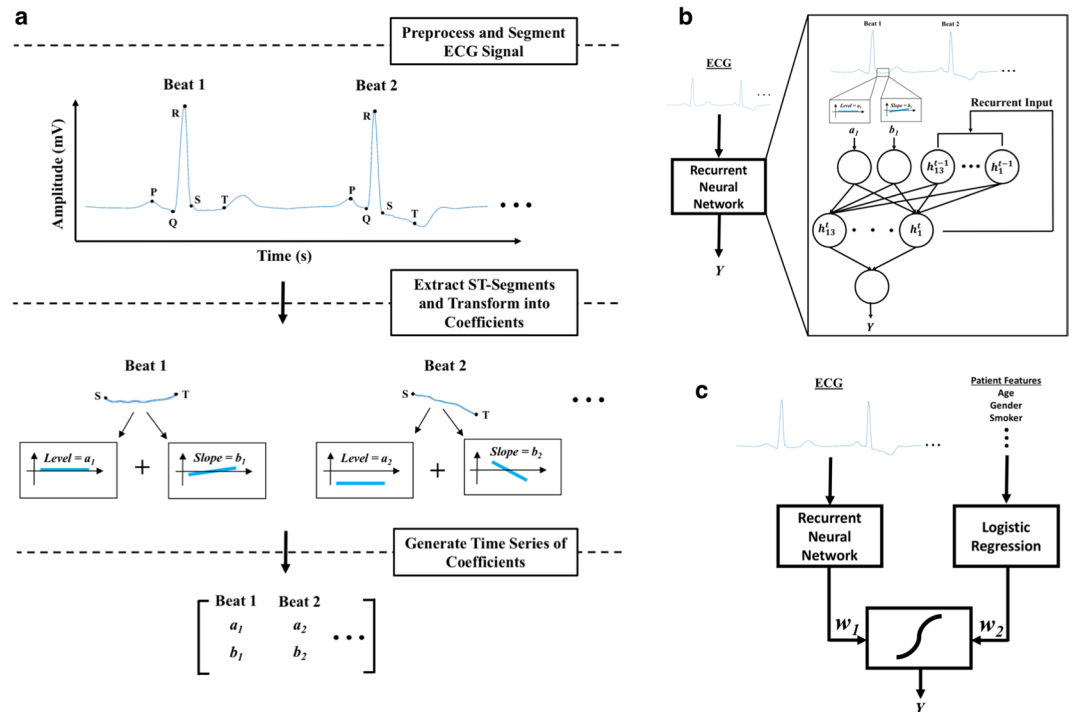 a
Preprocess and Segment
ECG Signal
Beat 1
Beat 2
Amplitude (mV)
P
Q
R
S
T
P
Q
R
S
T
Time (s)
Extract ST-Segments
and Transform into
Coefficients
Beat 1
Beat 2
S
T
S
T
Level = a₁
+
Slope = b₁
Level = a₂
+
Slope = b₂
Generate Time Series of
Coefficients
Beat 1 Beat 2
a₁ a₂
b₁ b₂
b
ECG
Recurrent
Neural
Network
Y
Beat 1
Beat 2
Level = a₁
Slope = b₁
Recurrent Input
a₁
b₁
h₁₃ᵗ⁻¹
h₁ᵗ⁻¹
h₁₃ᵗ
h₁ᵗ
Y
c
ECG
Patient Features
Age
Gender
Smoker
Recurrent
Neural
Network
Logistic
Regression
w₁
w₂
Y